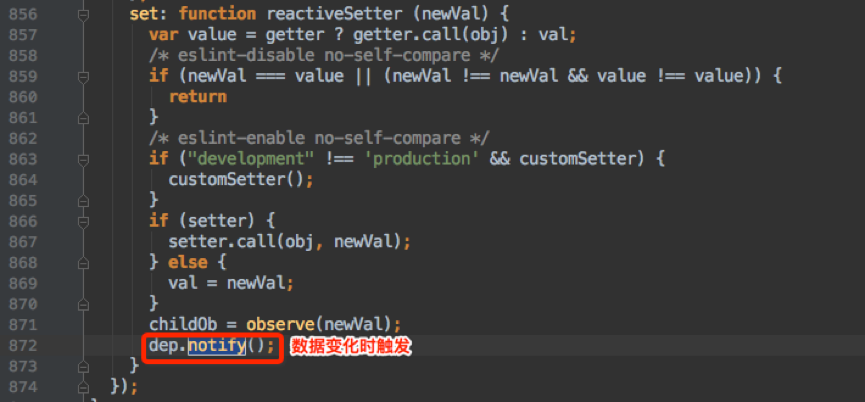 856 set: function reactiveSetter (newVal) {
857 var value = getter ? getter.call(obj) : val;
858 /* eslint-disable no-self-compare */
859 if (newVal === value || (newVal !== newVal && value !== value)) {
860 return
861 }
862 /* eslint-enable no-self-compare */
863 if ("development" !== 'production' && customSetter) {
864 customSetter();
865 }
866 if (setter) {
867 setter.call(obj, newVal);
868 } else {
869 val = newVal;
870 }
871 childOb = observe(newVal);
872 dep.notify(); 数据变化时触发
873 }
874 });